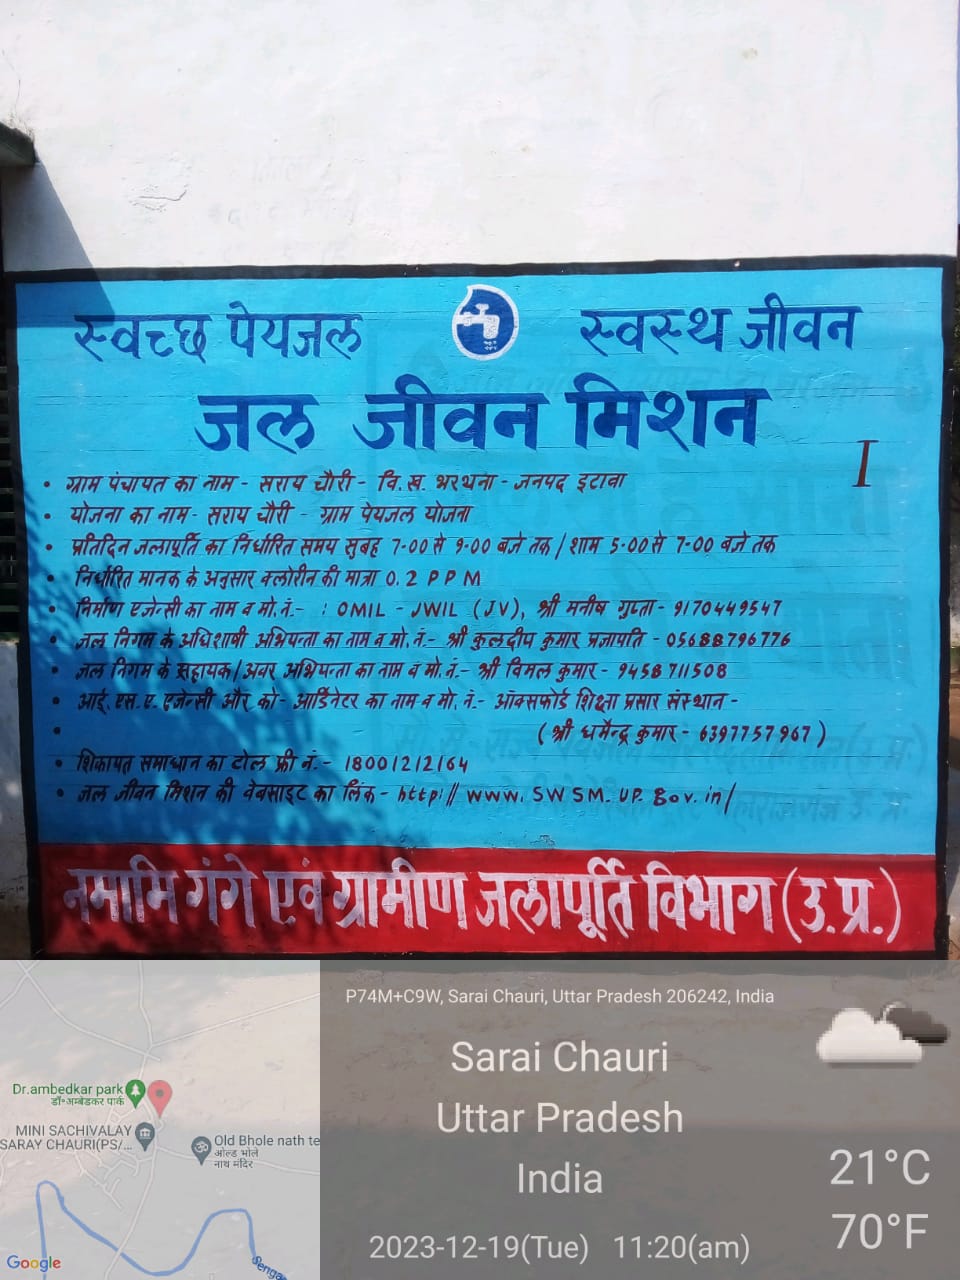 स्वच्छ पेयजल
स्वस्थ जीवन
जल जीवन मिशन
I
• ग्राम पंचायत का नाम - सराय चौरी - वि.ख. भरथना - जनपद इटावा
• योजना का नाम - सराय चौरी - ग्राम पेयजल योजना
• प्रतिदिन जलापूर्ति का निर्धारित समय सुबह 7-00 से 9-00 बजे तक / शाम 5-00 से 7-00 बजे तक
• निर्धारित मानक के अनुसार क्लोरीन की मात्रा 0.2 PPM
• निर्माण एजेन्सी का नाम व मो.नं.- : OMIL - JWIL (JV), श्री मनीष गुप्ता - 9170449547
• जल निगम के अधिशाषी अभियन्ता का नाम व मो.नं.- श्री कुलदीप कुमार प्रजापति - 05688796776
• जल निगम के सहायक/अवर अभियन्ता का नाम व मो.नं.- श्री विमल कुमार - 9458711508
• आई. एस. ए. एजेन्सी और को- आर्डिनेटर का नाम व मो. नं.- ऑक्सफोर्ड शिक्षा प्रसार संस्थान -
• (श्री धर्मेन्द्र कुमार - 6397757967)
• शिकायत समाधान का टोल फ्री नं.- 18001212164
• जल जीवन मिशन की वेबसाइट का लिंक - http:// www. SWSM. UP. Gov. in/
नमामि गंगे एवं ग्रामीण जलापूर्ति विभाग (उ.प्र.)
P74M+C9W, Sarai Chauri, Uttar Pradesh 206242, India
Sarai Chauri
Uttar Pradesh
India
2023-12-19(Tue) 11:20(am)
21°C
70°F
Dr.ambedkar park
डॉ॰अम्बेडकर पार्क
MINI SACHIVALAY
SARAY CHAURI(PS/...
Old Bhole nath te
ओल्ड भोले
नाथ मंदिर
Google
Senga